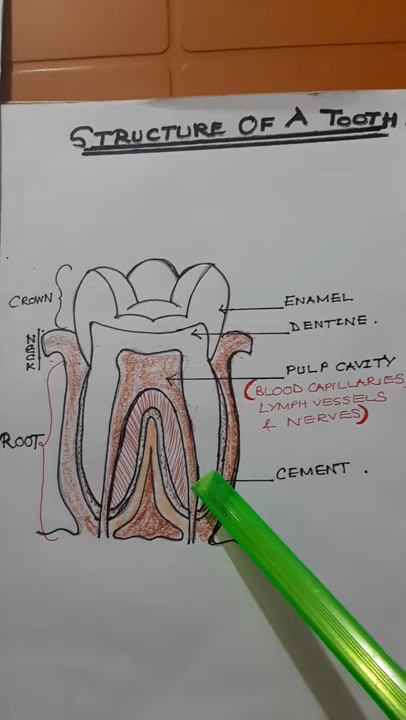 STRUCTURE OF A TOOTH.
CROWN
ENAMEL
DENTINE.
NECK
PULP CAVITY
(BLOOD CAPILLARIES,
LYMPH VESSELS
& NERVES)
ROOT
CEMENT.